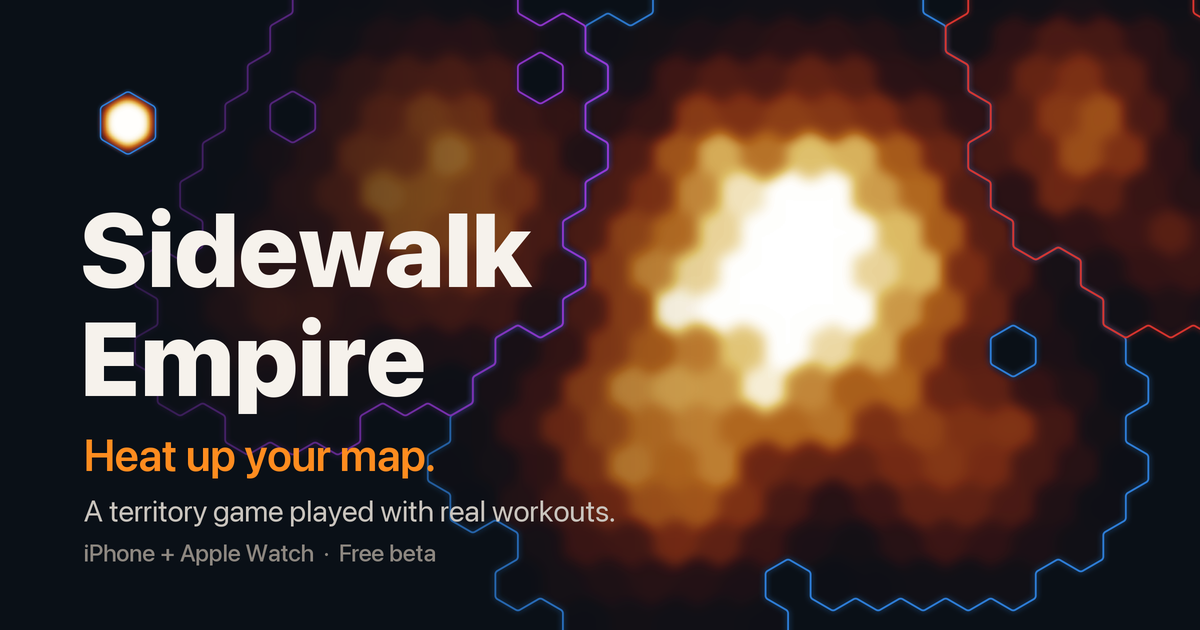 Sidewalk
Empire
Heat up your map.
A territory game played with real workouts.
iPhone + Apple Watch · Free beta